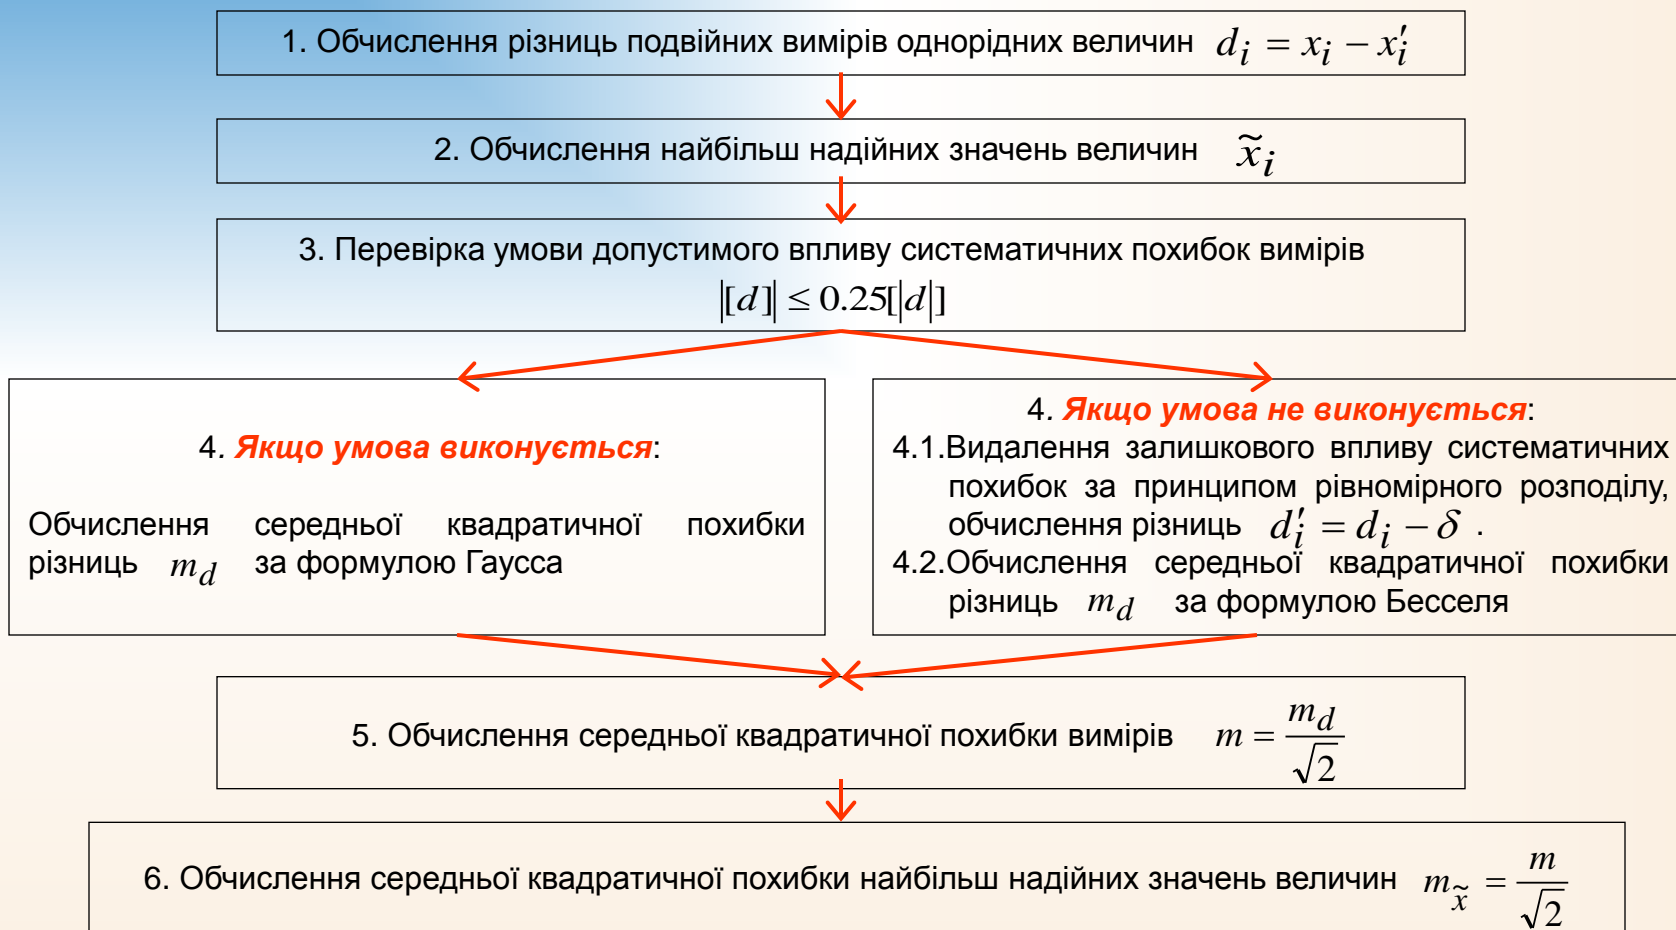 1. Обчислення різниць подвійних вимірів однорідних величин d_i = x_i − x′_i
2. Обчислення найбільш надійних значень величин x̃_i
3. Перевірка умови допустимого впливу систематичних похибок вимірів
|[d]| ≤ 0.25[|d|]
4. Якщо умова виконується:
Обчислення середньої квадратичної похибки
різниць m_d за формулою Гаусса
4. Якщо умова не виконується:
4.1.Видалення залишкового впливу систематичних
похибок за принципом рівномірного розподілу,
обчислення різниць d′_i = d_i − δ .
4.2.Обчислення середньої квадратичної похибки
різниць m_d за формулою Бесселя
5. Обчислення середньої квадратичної похибки вимірів m = m_d/√2
6. Обчислення середньої квадратичної похибки найбільш надійних значень величин m_x̃ = m/√2